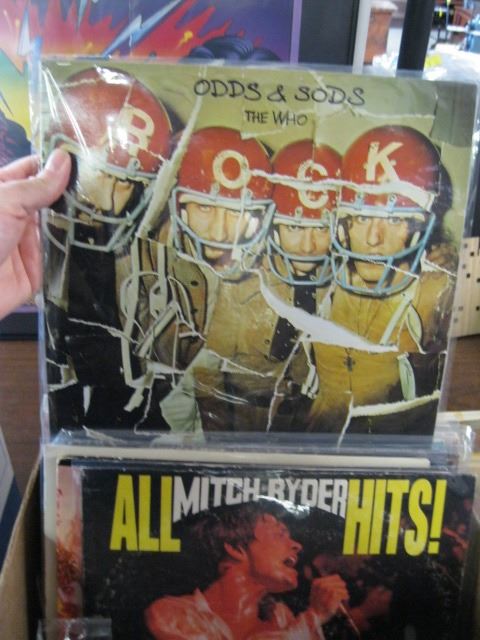 ODDS & SODS
THE WHO
R O C K
ALL MITCH RYDER HITS!